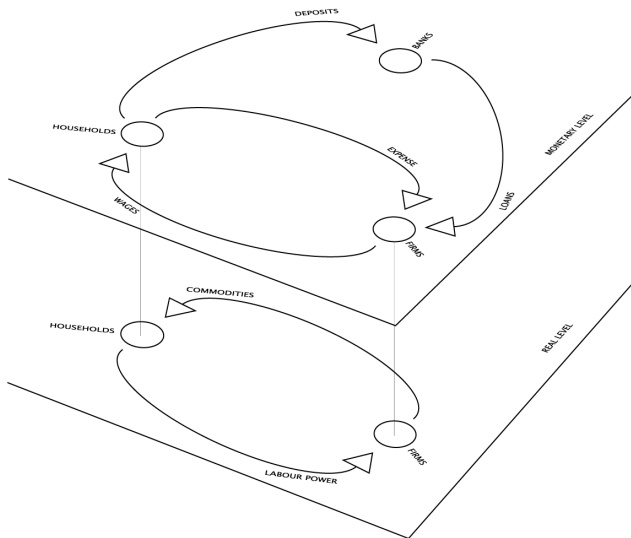 DEPOSITS
BANKS
HOUSEHOLDS
MONETARY LEVEL
EXPENSE
LOANS
WAGES
FIRMS
COMMODITIES
HOUSEHOLDS
REAL LEVEL
FIRMS
LABOUR POWER